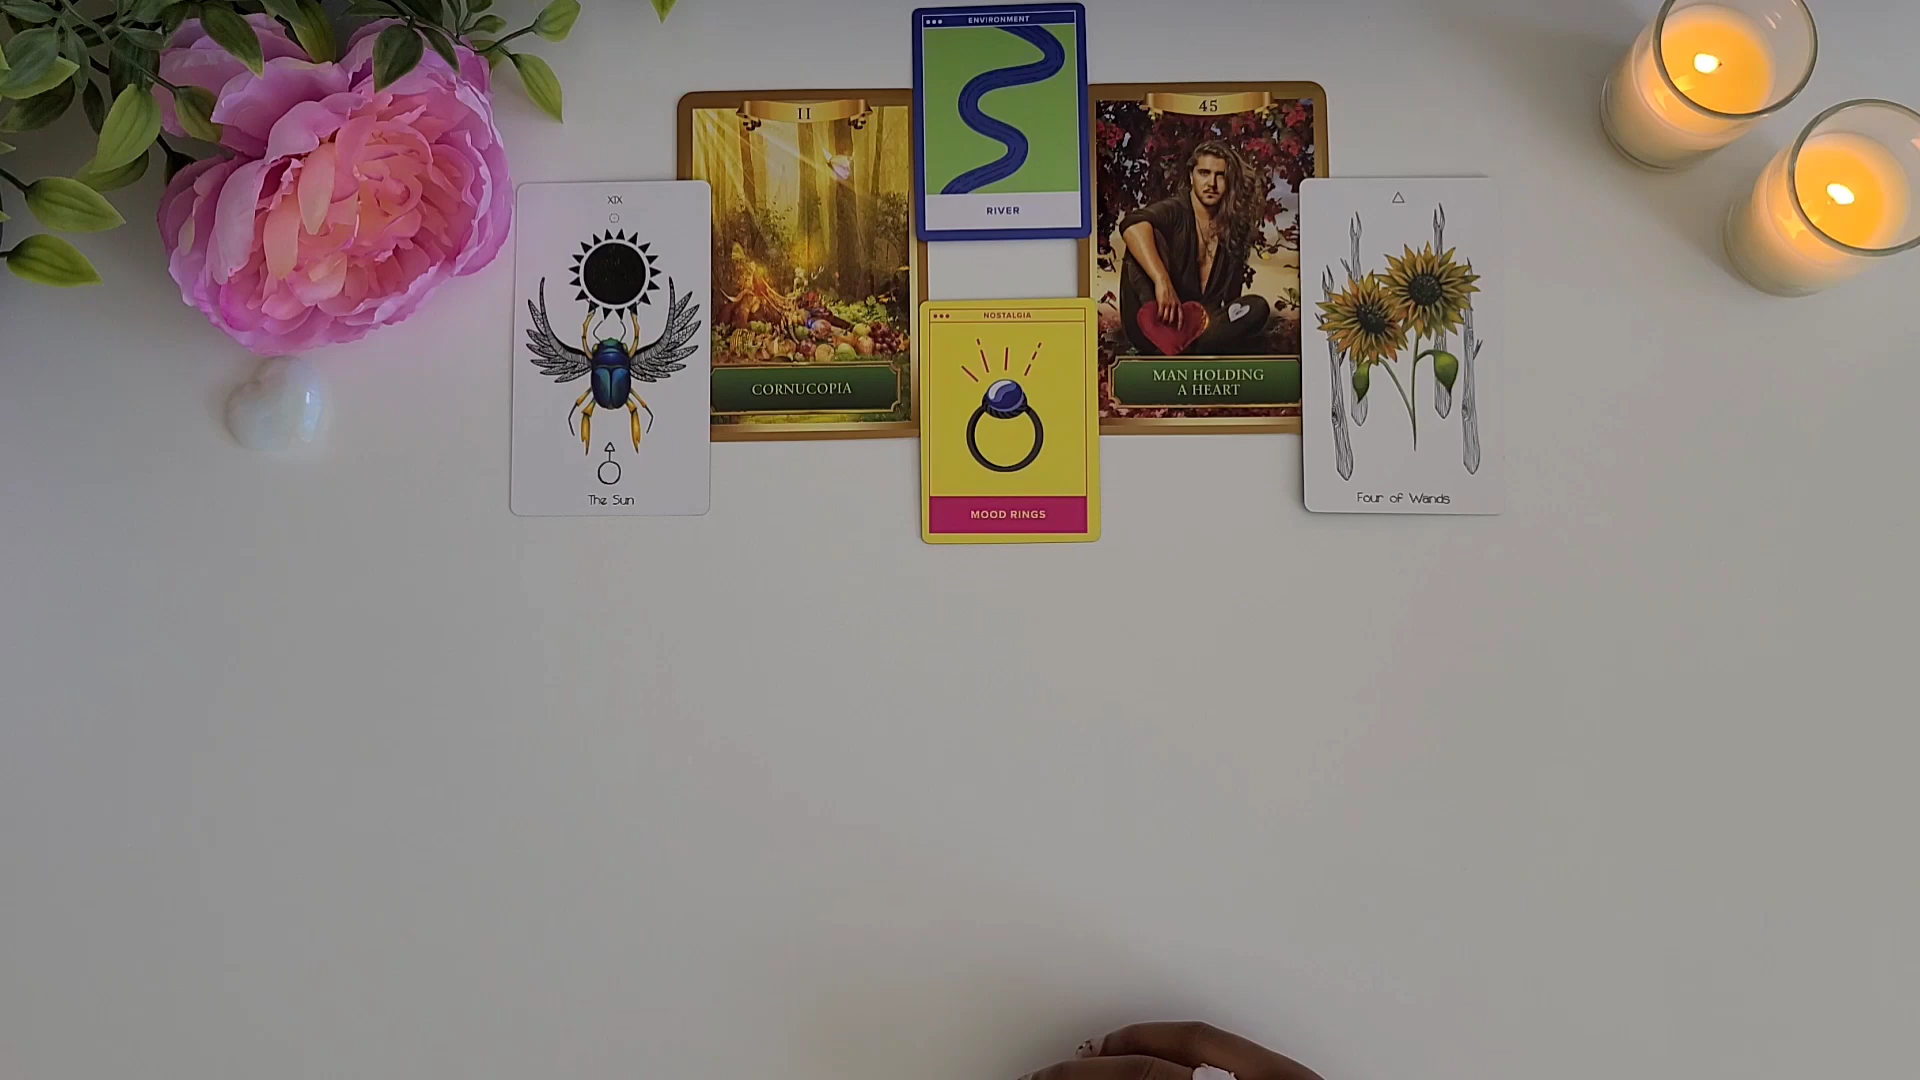 ENVIRONMENT
RIVER
II
CORNUCOPIA
45
MAN HOLDING
A HEART
XIX
The Sun
NOSTALGIA
MOOD RINGS
Four of Wands